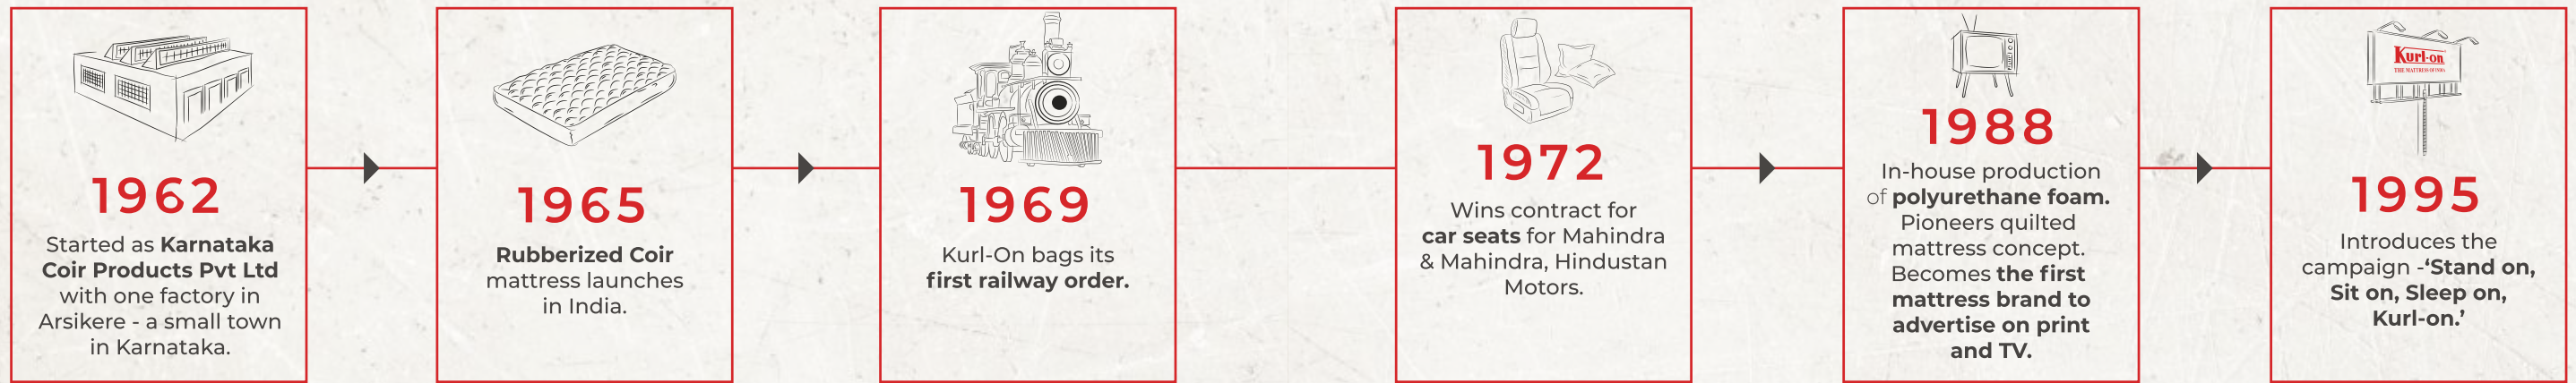 1962
Started as Karnataka
Coir Products Pvt Ltd
with one factory in
Arsikere - a small town
in Karnataka.
1965
Rubberized Coir
mattress launches
in India.
1969
Kurl-On bags its
first railway order.
1972
Wins contract for
car seats for Mahindra
& Mahindra, Hindustan
Motors.
1988
In-house production
of polyurethane foam.
Pioneers quilted
mattress concept.
Becomes the first
mattress brand to
advertise on print
and TV.
Kurl-on
THE MATTRESS OF INDIA
1995
Introduces the
campaign -‘Stand on,
Sit on, Sleep on,
Kurl-on.’